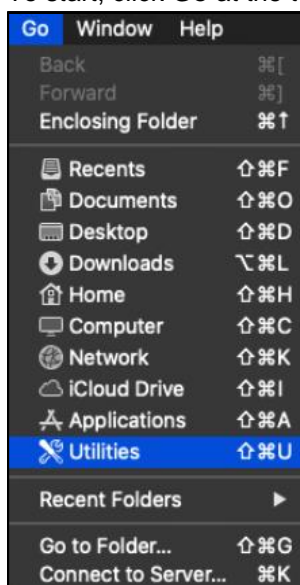 Go Window Help
Back ⌘[
Forward ⌘]
Enclosing Folder ⌘↑
Recents ⇧⌘F
Documents ⇧⌘O
Desktop ⇧⌘D
Downloads ⌥⌘L
Home ⇧⌘H
Computer ⇧⌘C
Network ⇧⌘K
iCloud Drive ⇧⌘I
Applications ⇧⌘A
Utilities ⇧⌘U
Recent Folders ▶
Go to Folder... ⇧⌘G
Connect to Server... ⌘K